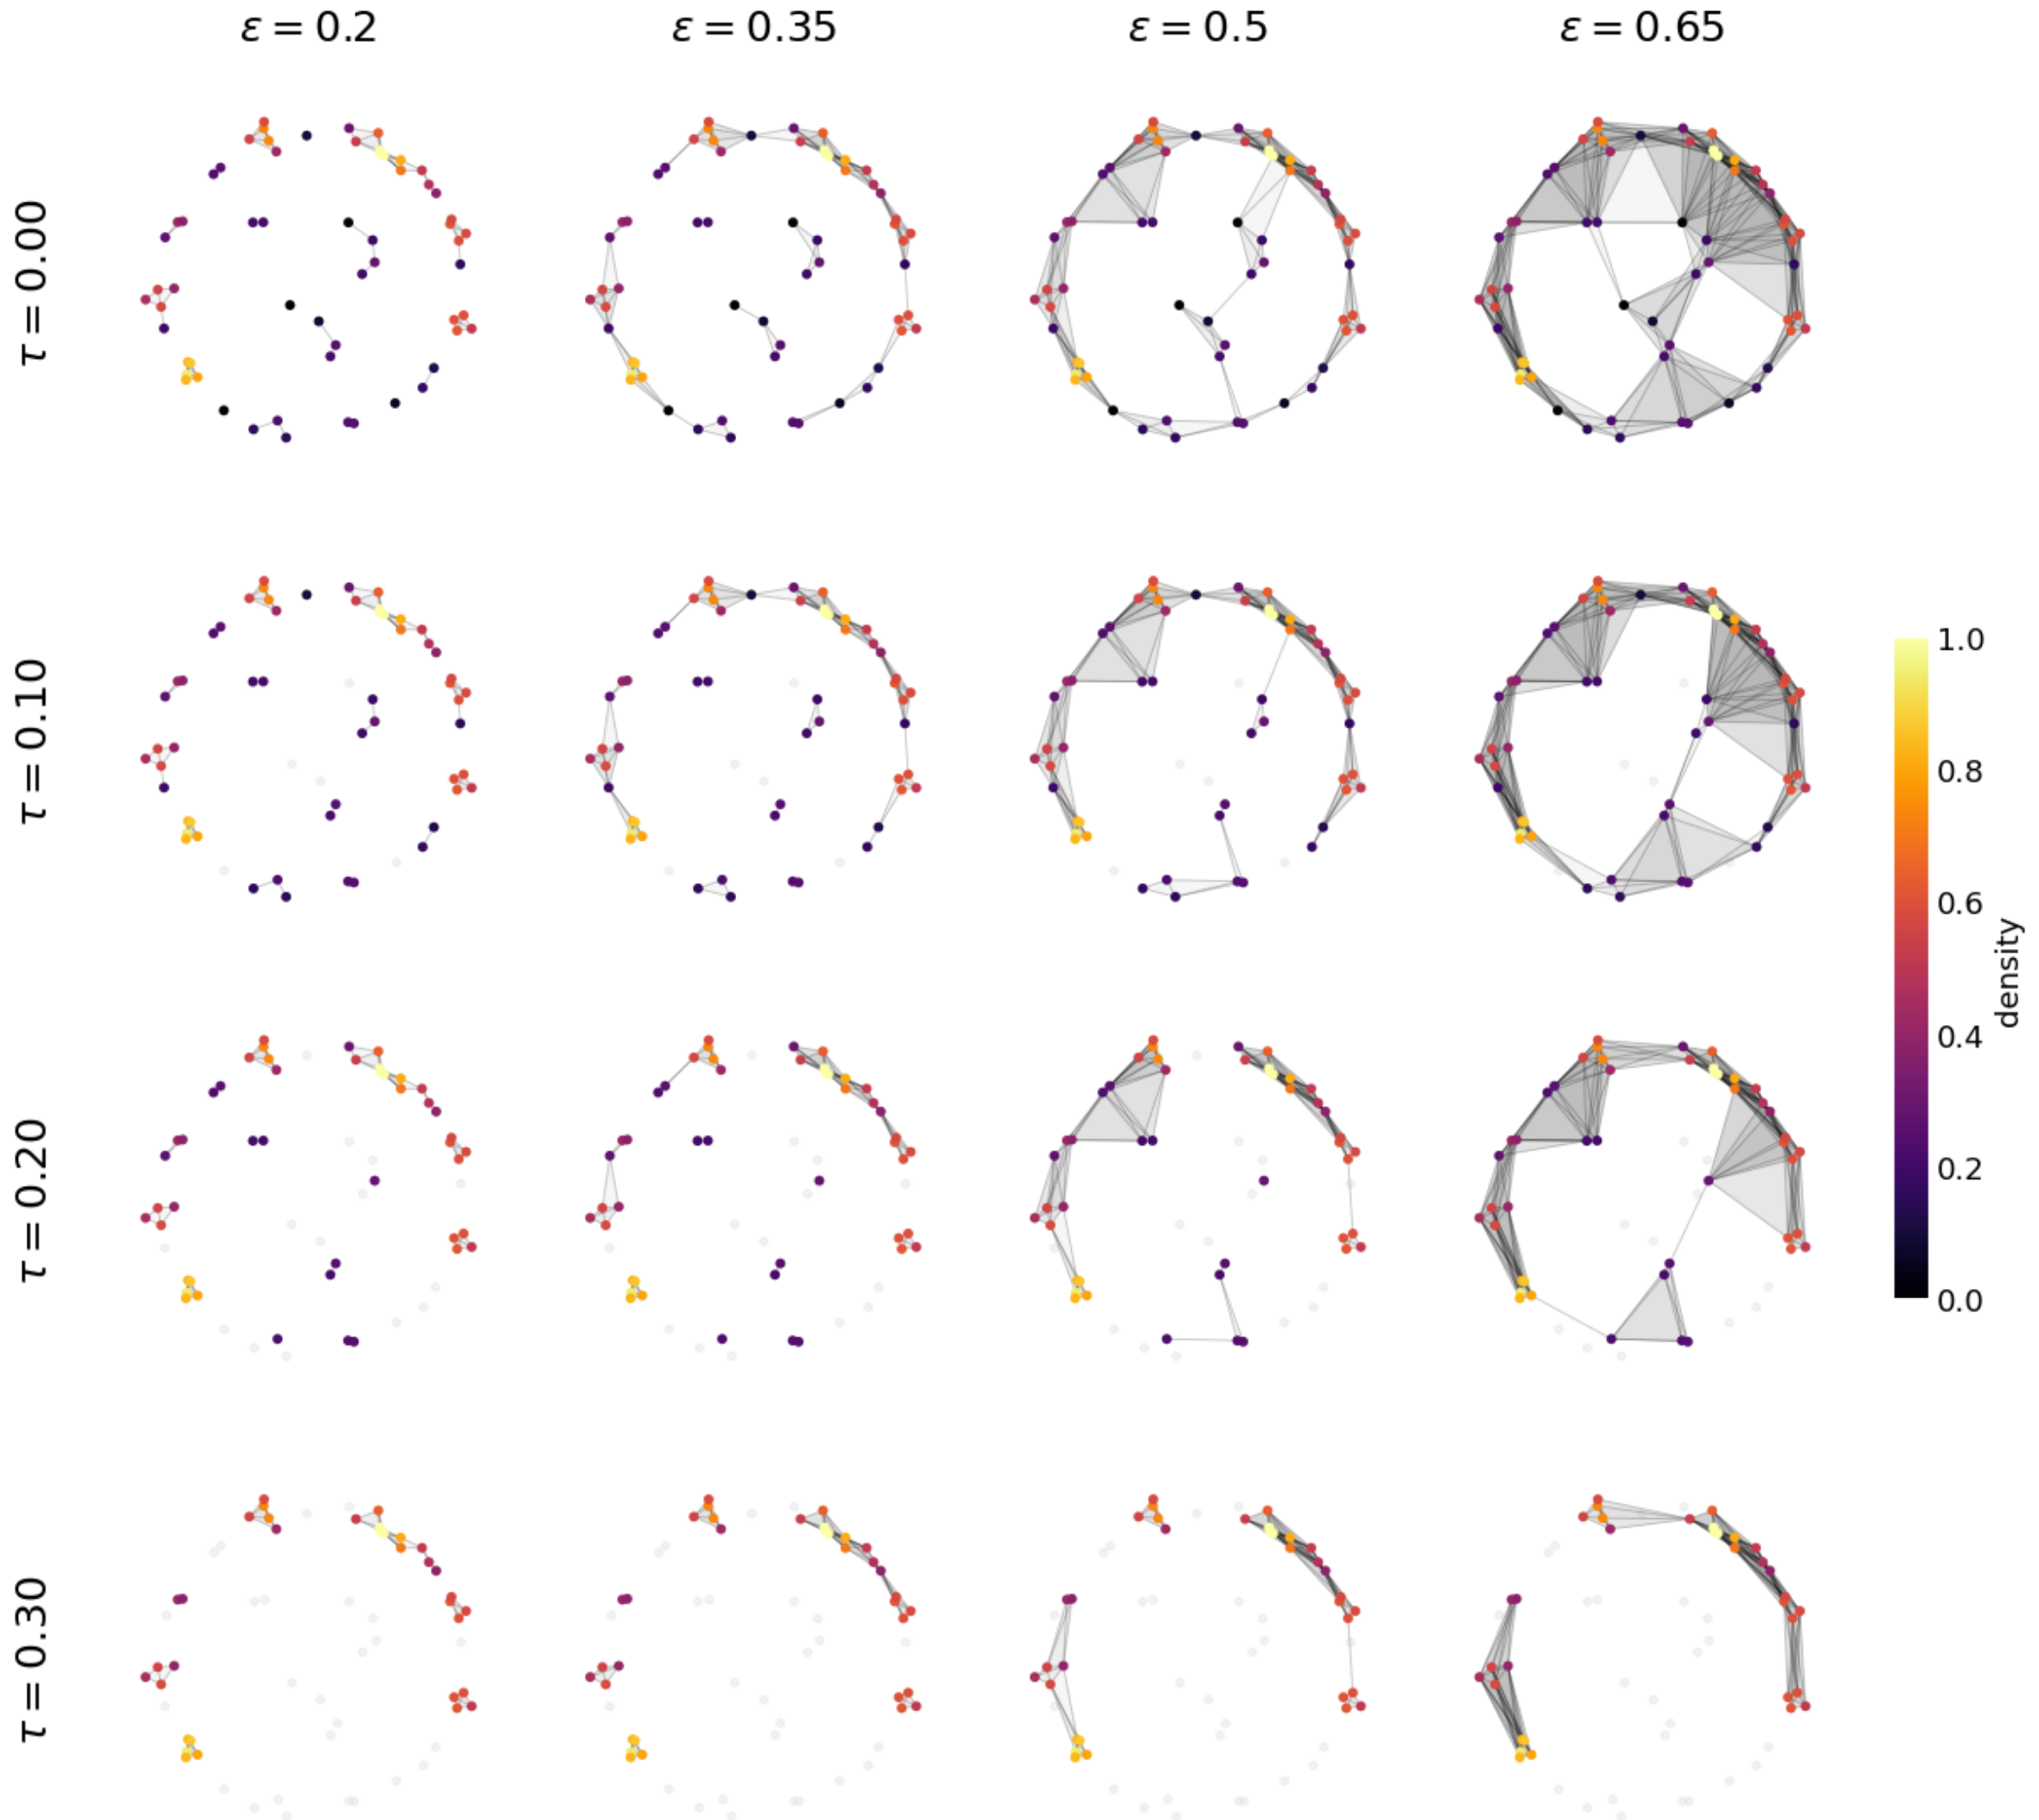 ε = 0.2
ε = 0.35
ε = 0.5
ε = 0.65
τ = 0.00
τ = 0.10
τ = 0.20
τ = 0.30
1.0
0.8
0.6
0.4
0.2
0.0
density